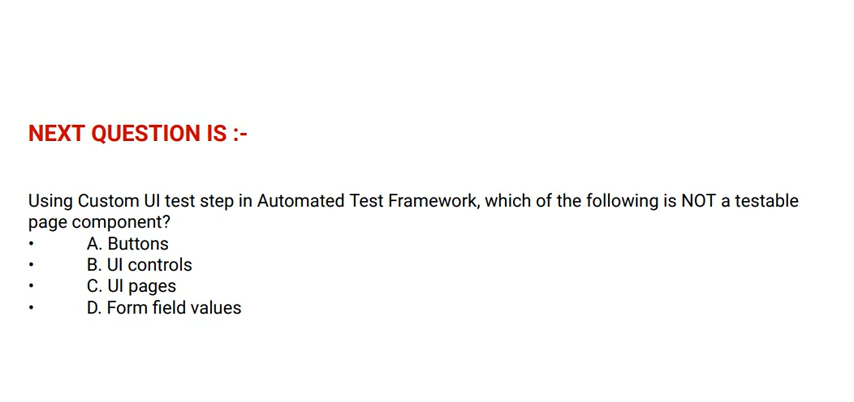 NEXT QUESTION IS :-
Using Custom UI test step in Automated Test Framework, which of the following is NOT a testable
page component?
• A. Buttons
• B. UI controls
• C. UI pages
• D. Form field values